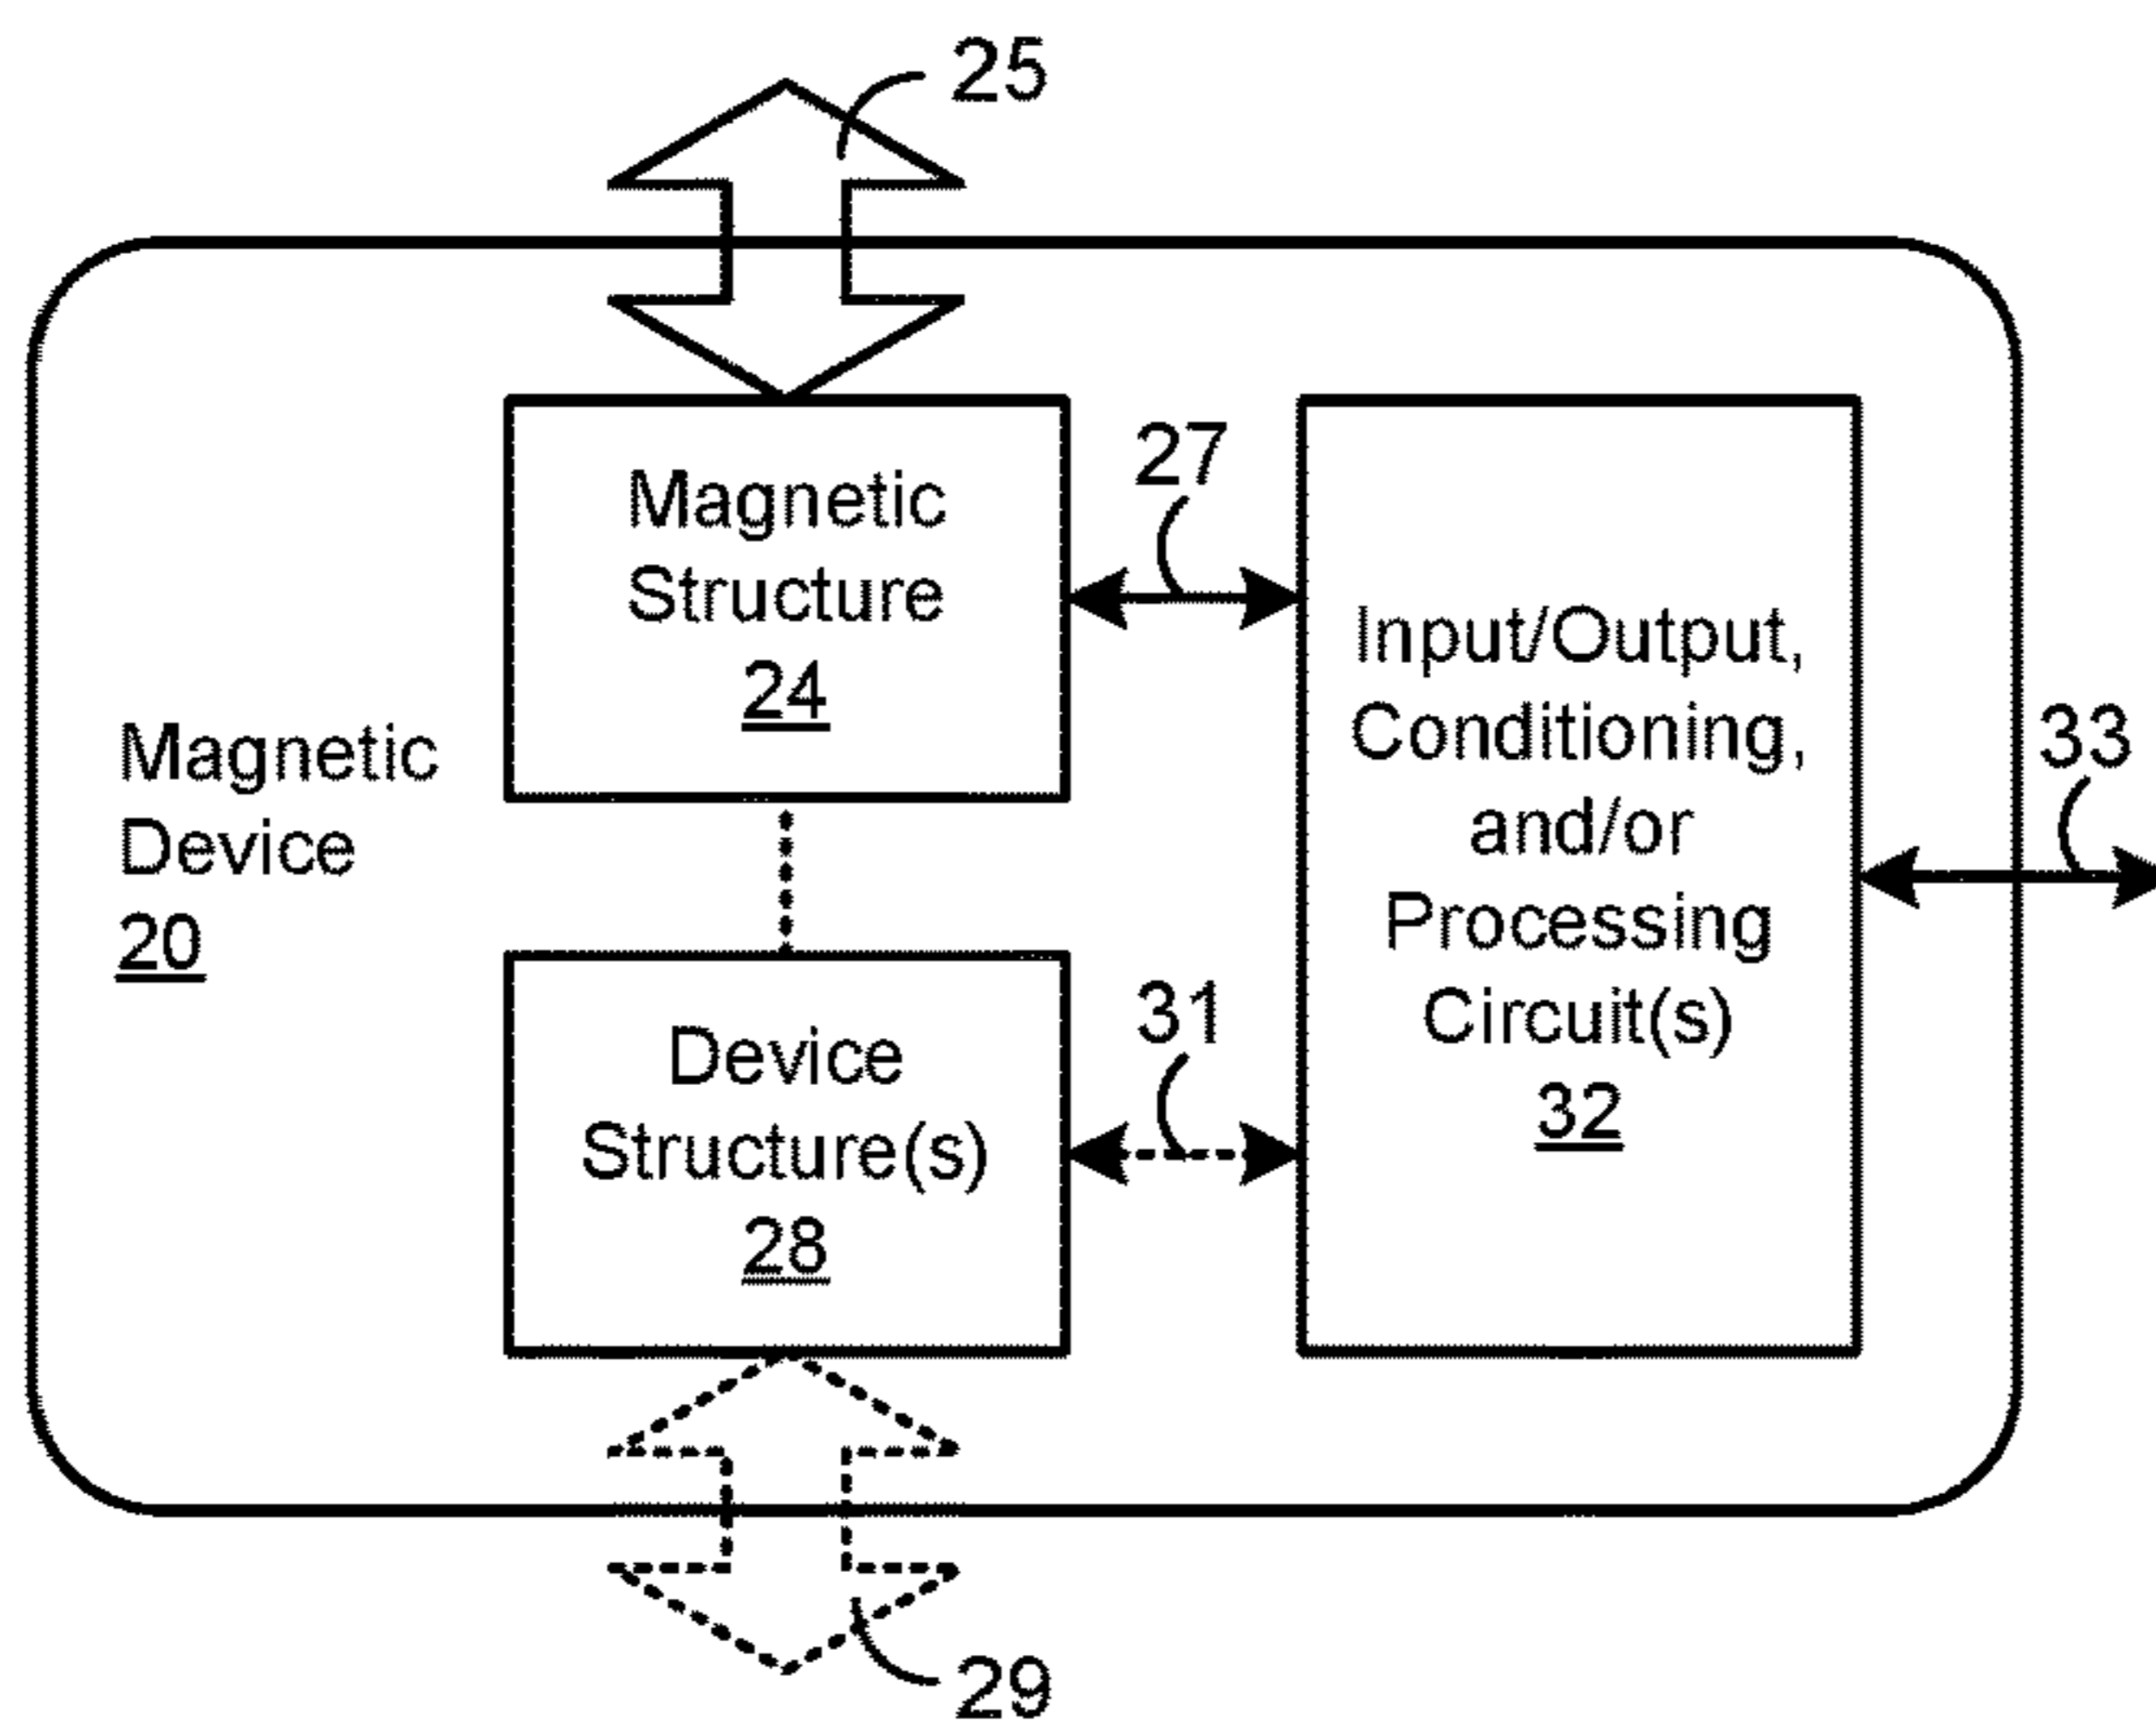 25
Magnetic
Structure
24
27
Input/Output,
Conditioning,
and/or
Processing
Circuit(s)
32
33
Magnetic
Device
20
Device
Structure(s)
28
31
29